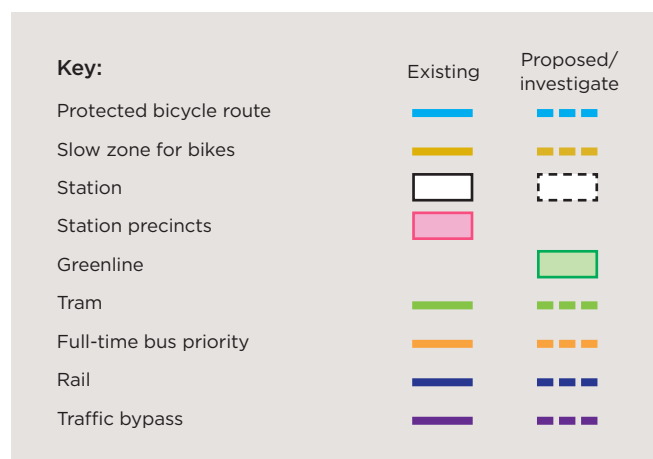 Key:
Existing
Proposed/
investigate
Protected bicycle route
Slow zone for bikes
Station
Station precincts
Greenline
Tram
Full-time bus priority
Rail
Traffic bypass